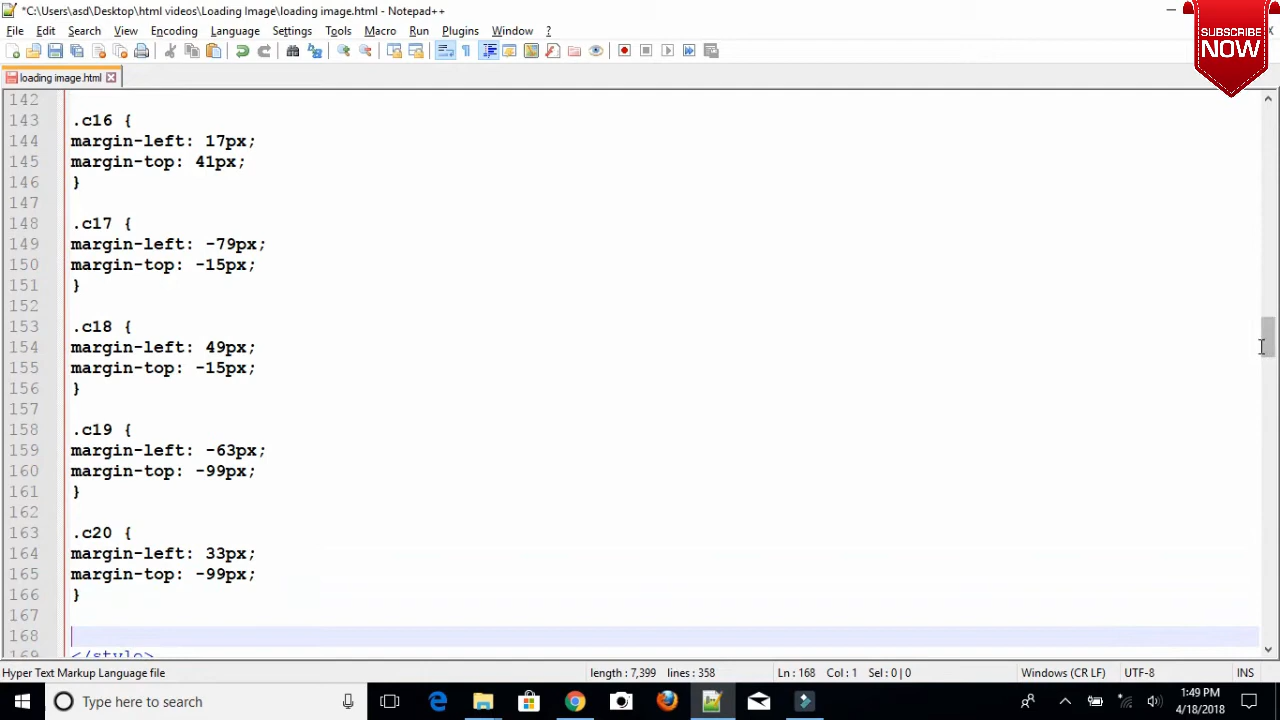 *C:\Users\asd\Desktop\html videos\Loading Image\loading image.html - Notepad++
SUBSCRIBE
NOW
File Edit Search View Encoding Language Settings Tools Macro Run Plugins Window ?
loading image.html
142
143 .c16 {
144 margin-left: 17px;
145 margin-top: 41px;
146 }
147
148 .c17 {
149 margin-left: -79px;
150 margin-top: -15px;
151 }
152
153 .c18 {
154 margin-left: 49px;
155 margin-top: -15px;
156 }
157
158 .c19 {
159 margin-left: -63px;
160 margin-top: -99px;
161 }
162
163 .c20 {
164 margin-left: 33px;
165 margin-top: -99px;
166 }
167
168
169 </style>
Hyper Text Markup Language file length : 7,399 lines : 358 Ln : 168 Col : 1 Sel : 0 | 0 Windows (CR LF) UTF-8 INS
Type here to search
1:49 PM
4/18/2018